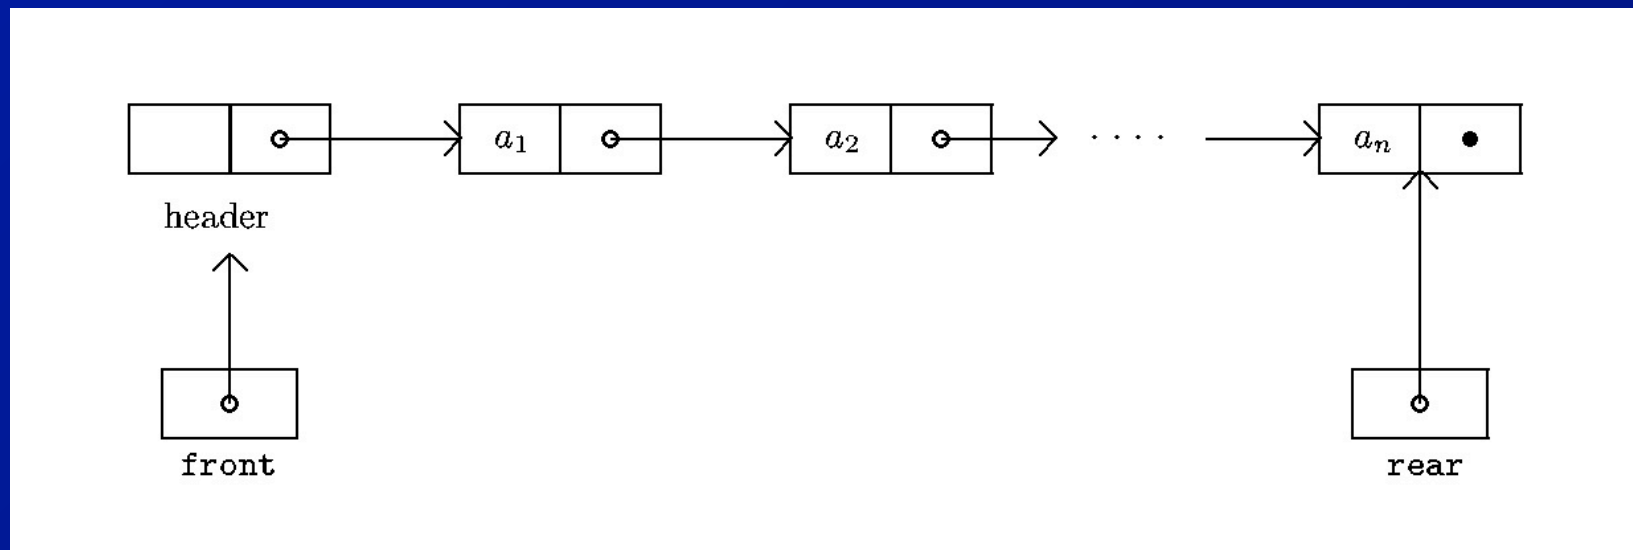 a₁ a₂ · · · · aₙ
header
front rear